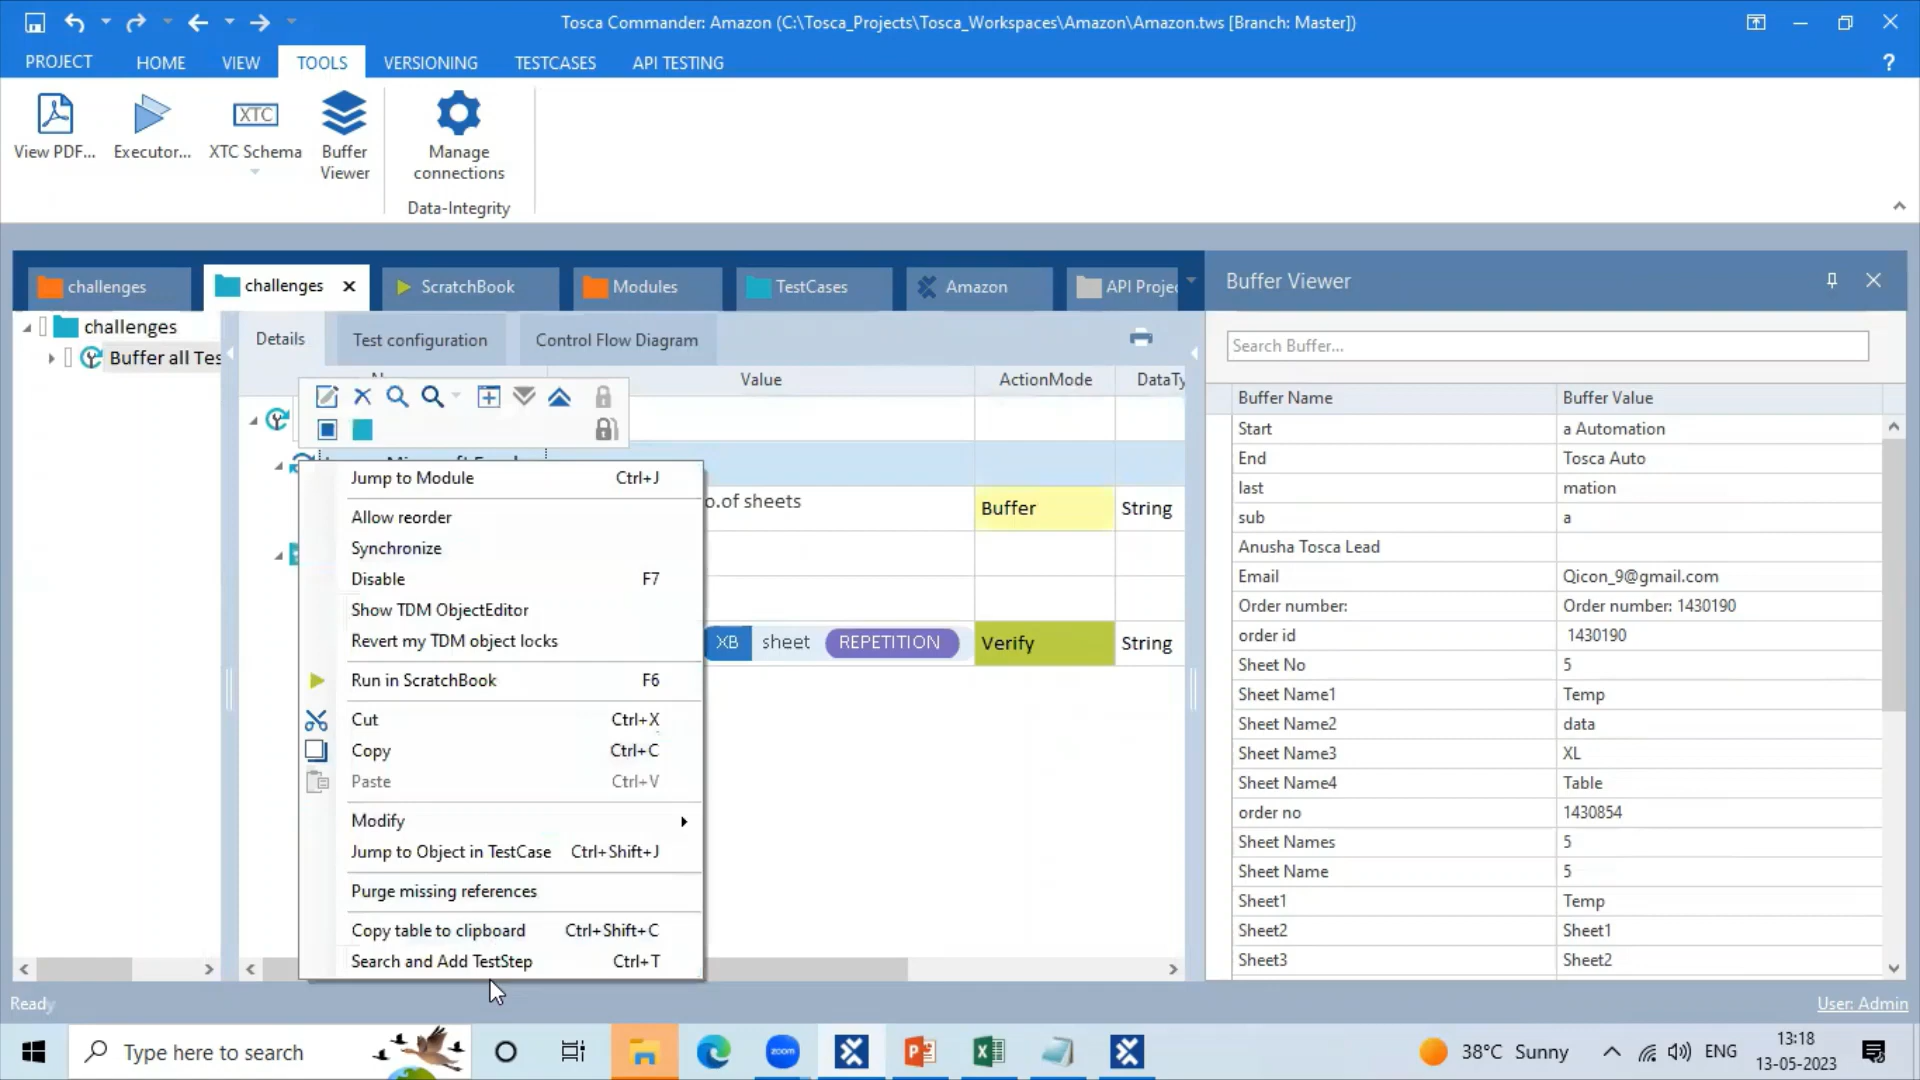 Tosca Commander: Amazon (C:\Tosca_Projects\Tosca_Workspaces\Amazon\Amazon.tws [Branch: Master])
PROJECT HOME VIEW TOOLS VERSIONING TESTCASES API TESTING ?
XTC
View PDF... Executor... XTC Schema Buffer Viewer Manage connections
Data-Integrity
challenges challenges ScratchBook Modules TestCases Amazon API Projec
Buffer Viewer
challenges
Buffer all Tes
Details Test configuration Control Flow Diagram
Search Buffer...
Value ActionMode DataTy
Buffer Name Buffer Value
Start a Automation
End Tosca Auto
last mation
sub a
Anusha Tosca Lead
Email Qicon_9@gmail.com
Order number: Order number: 1430190
order id 1430190
Sheet No 5
Sheet Name1 Temp
Sheet Name2 data
Sheet Name3 XL
Sheet Name4 Table
order no 1430854
Sheet Names 5
Sheet Name 5
Sheet1 Temp
Sheet2 Sheet1
Sheet3 Sheet2
o.of sheets Buffer String
XB sheet REPETITION Verify String
Jump to Module Ctrl+J
Allow reorder
Synchronize
Disable F7
Show TDM ObjectEditor
Revert my TDM object locks
Run in ScratchBook F6
Cut Ctrl+X
Copy Ctrl+C
Paste Ctrl+V
Modify
Jump to Object in TestCase Ctrl+Shift+J
Purge missing references
Copy table to clipboard Ctrl+Shift+C
Search and Add TestStep Ctrl+T
Ready
User: Admin
Type here to search
zoom
38°C Sunny
ENG
13:18
13-05-2023